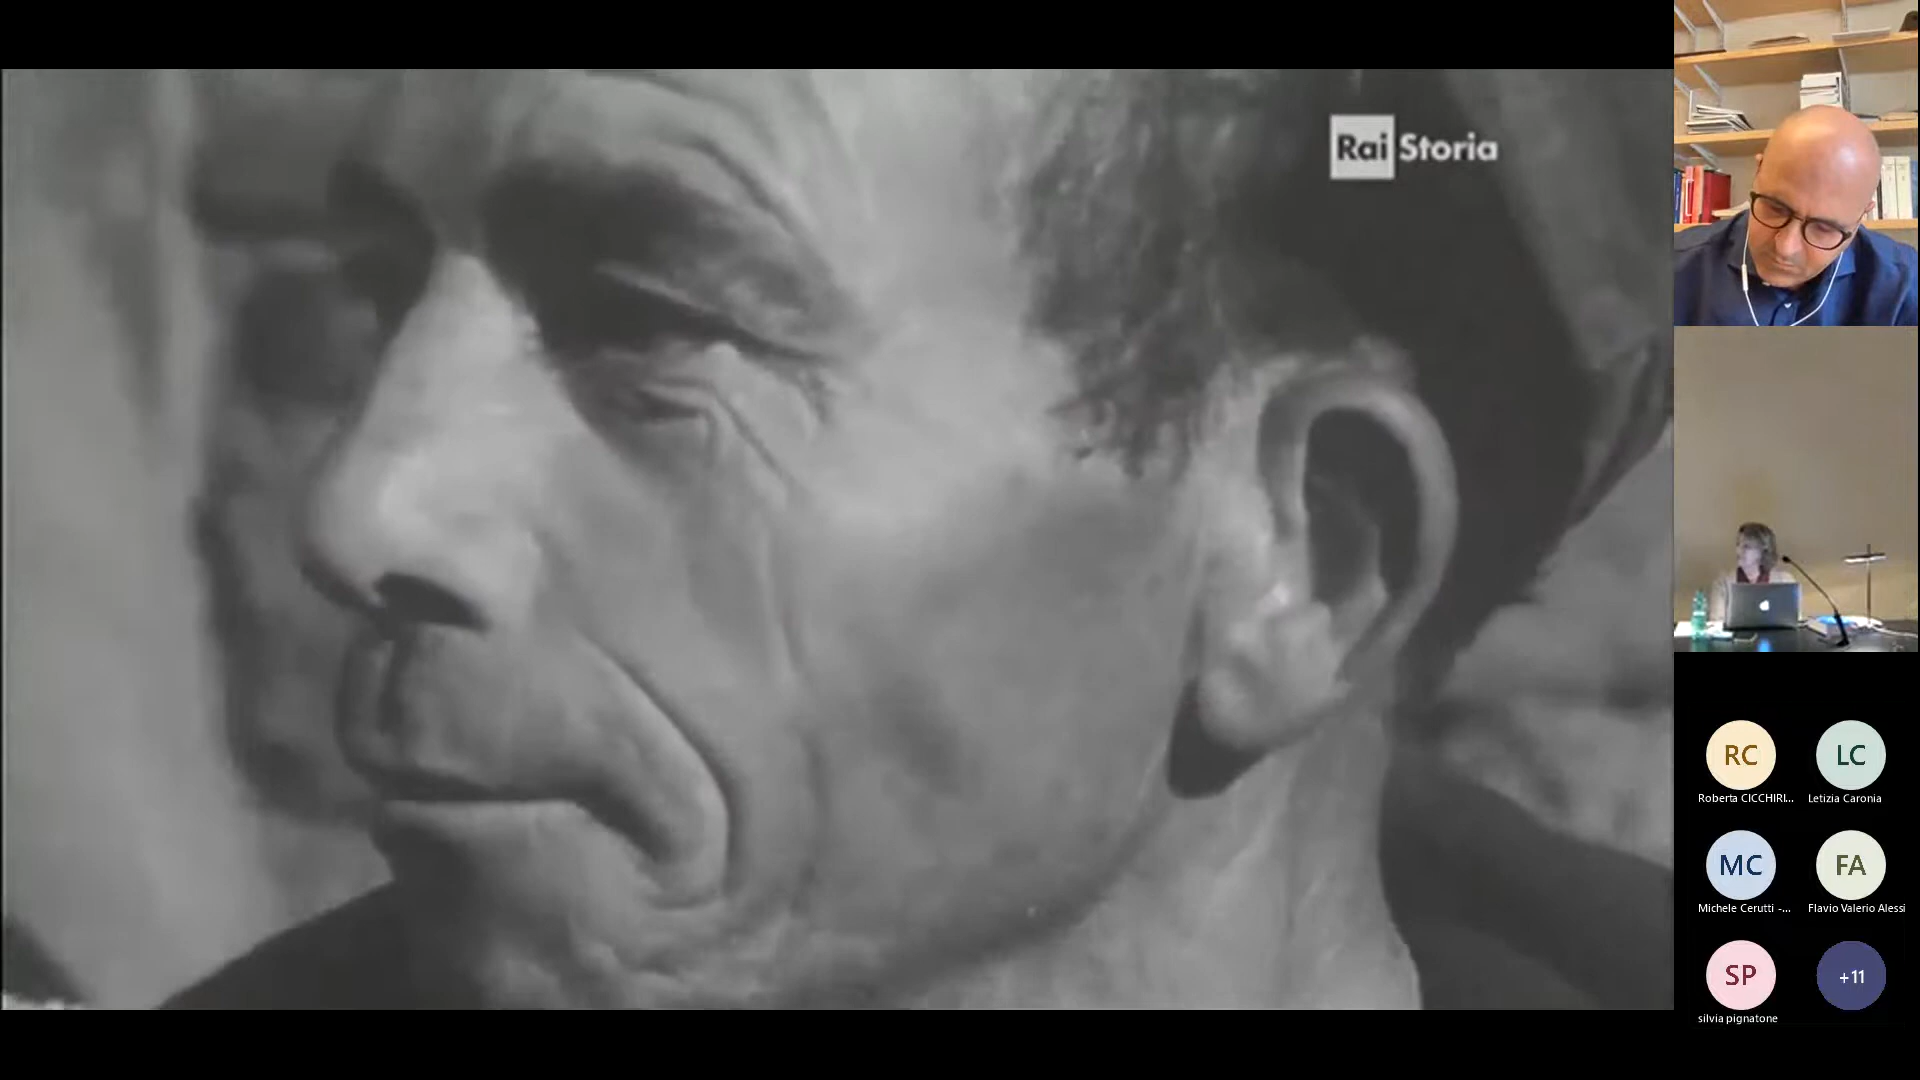 Rai Storia
RC
LC
Roberta CICCHIRI...
Letizia Caronia
MC
FA
Michele Cerutti -...
Flavio Valerio Alessi
SP
+11
silvia pignatone